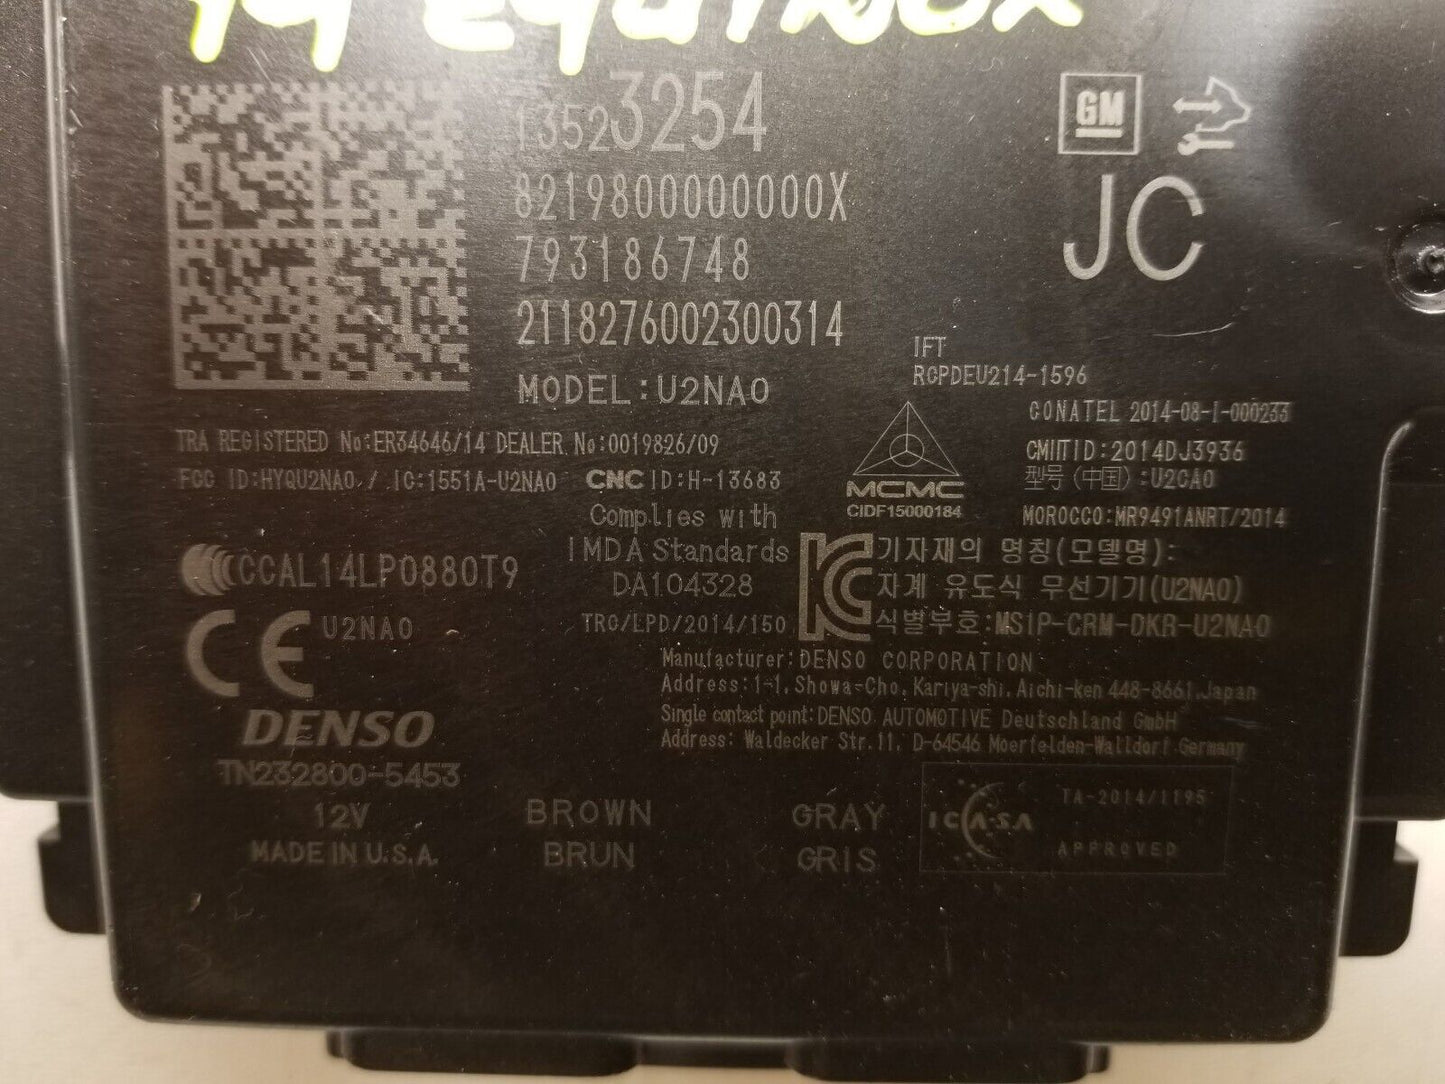 EQUINOX
13523254
GM
8219800000000X
JC
793186748
2118276002300314
IFT
RCPDEU214-1596
MODEL:U2NA0
CONATEL 2014-08-I-000233
TRA REGISTERED No:ER34646/14 DEALER No:0019826/09
CMIITID:2014DJ3936
FCC ID:HYQU2NA0 / IC:1551A-U2NA0
CNC ID:H-13683
MCMC
CIDF15000184
型号(中国):U2CA0
MOROCCO:MR9491ANRT/2014
Complies with
IMDA Standards
DA104328
CCAL14LP0880T9
기자재의 명칭(모델명):
자계 유도식 무선기기(U2NA0)
식별부호:MSIP-CRM-DKR-U2NA0
CE U2NA0
TRC/LPD/2014/150
Manufacturer:DENSO CORPORATION
Address:1-1, Showa-Cho, Kariya-shi, Aichi-ken 448-8661,Japan
Single contact point:DENSO AUTOMOTIVE Deutschland GmbH
Address: Waldecker Str.11, D-64546 Moerfelden-Walldorf Germany
DENSO
TN232800-5453
12V
MADE IN U.S.A.
BROWN
BRUN
GRAY
GRIS
ICASA
TA-2014/1195
APPROVED